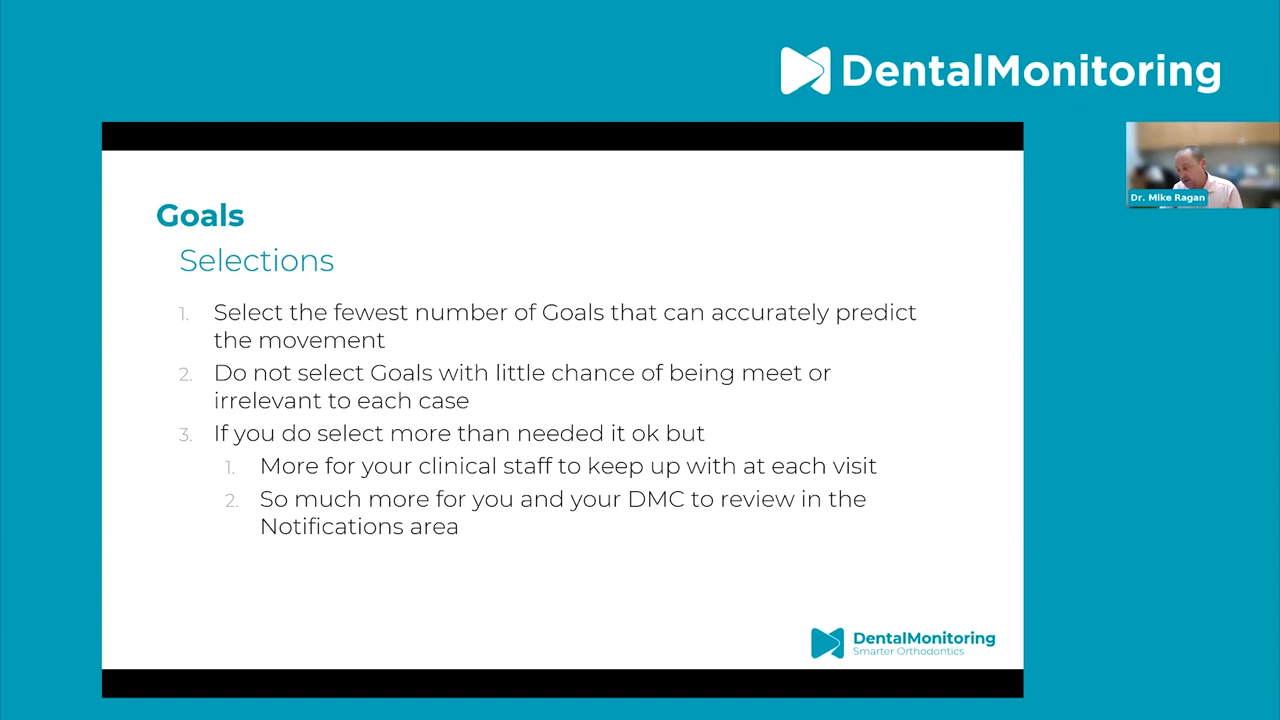 DentalMonitoring
Dr. Mike Ragan
Goals
Selections
1. Select the fewest number of Goals that can accurately predict
the movement
2. Do not select Goals with little chance of being meet or
irrelevant to each case
3. If you do select more than needed it ok but
1. More for your clinical staff to keep up with at each visit
2. So much more for you and your DMC to review in the
Notifications area
DentalMonitoring
Smarter Orthodontics